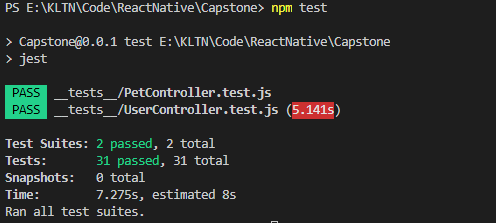 PS E:\KLTN\Code\ReactNative\Capstone> npm test
> Capstone@0.0.1 test E:\KLTN\Code\ReactNative\Capstone
> jest
PASS __tests__/PetController.test.js
PASS __tests__/UserController.test.js (5.141s)
Test Suites: 2 passed, 2 total
Tests: 31 passed, 31 total
Snapshots: 0 total
Time: 7.275s, estimated 8s
Ran all test suites.